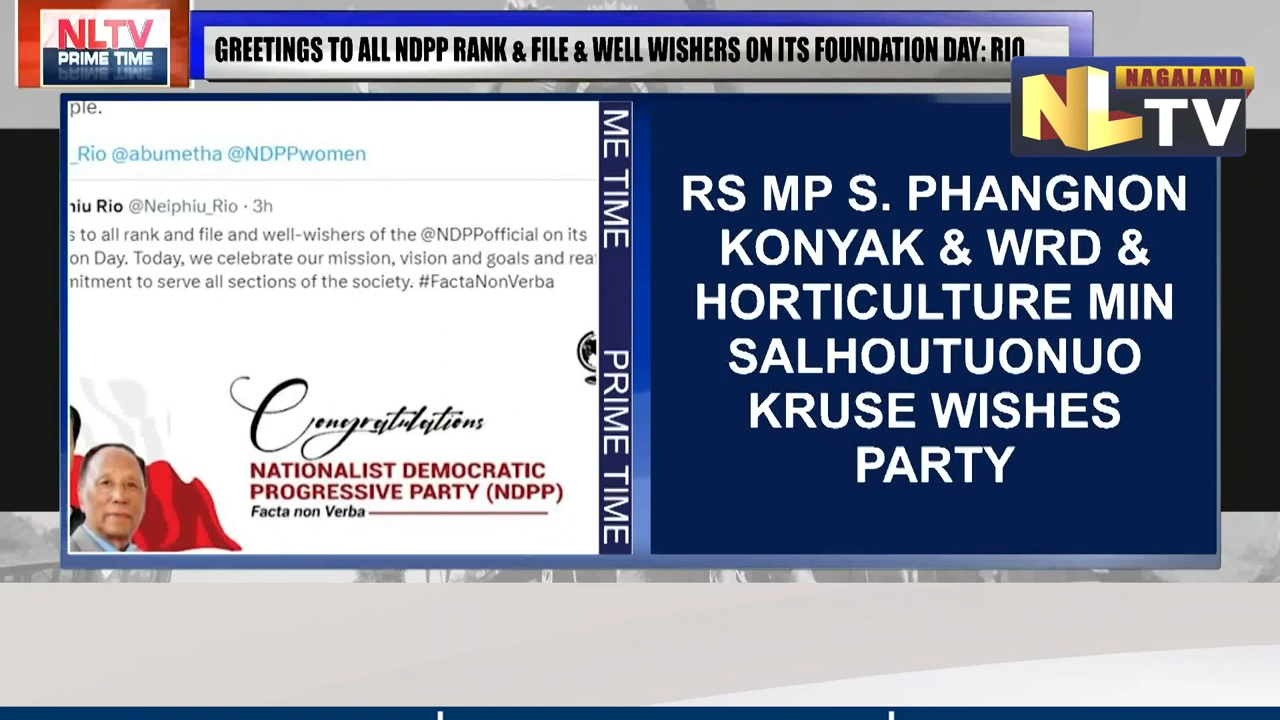 NLTV
PRIME TIME
GREETINGS TO ALL NDPP RANK & FILE & WELL WISHERS ON ITS FOUNDATION DAY: RIO
NAGALAND
NLTV
ple.
_Rio @abumetha @NDPPwomen
hiu Rio @Neiphiu_Rio · 3h
s to all rank and file and well-wishers of the @NDPPofficial on its
on Day. Today, we celebrate our mission, vision and goals and reaf
mitment to serve all sections of the society. #FactaNonVerba
Congratulations
NATIONALIST DEMOCRATIC
PROGRESSIVE PARTY (NDPP)
Facta non Verba
ME TIME
PRIME TIME
RS MP S. PHANGNON
KONYAK & WRD &
HORTICULTURE MIN
SALHOUTUONUO
KRUSE WISHES
PARTY